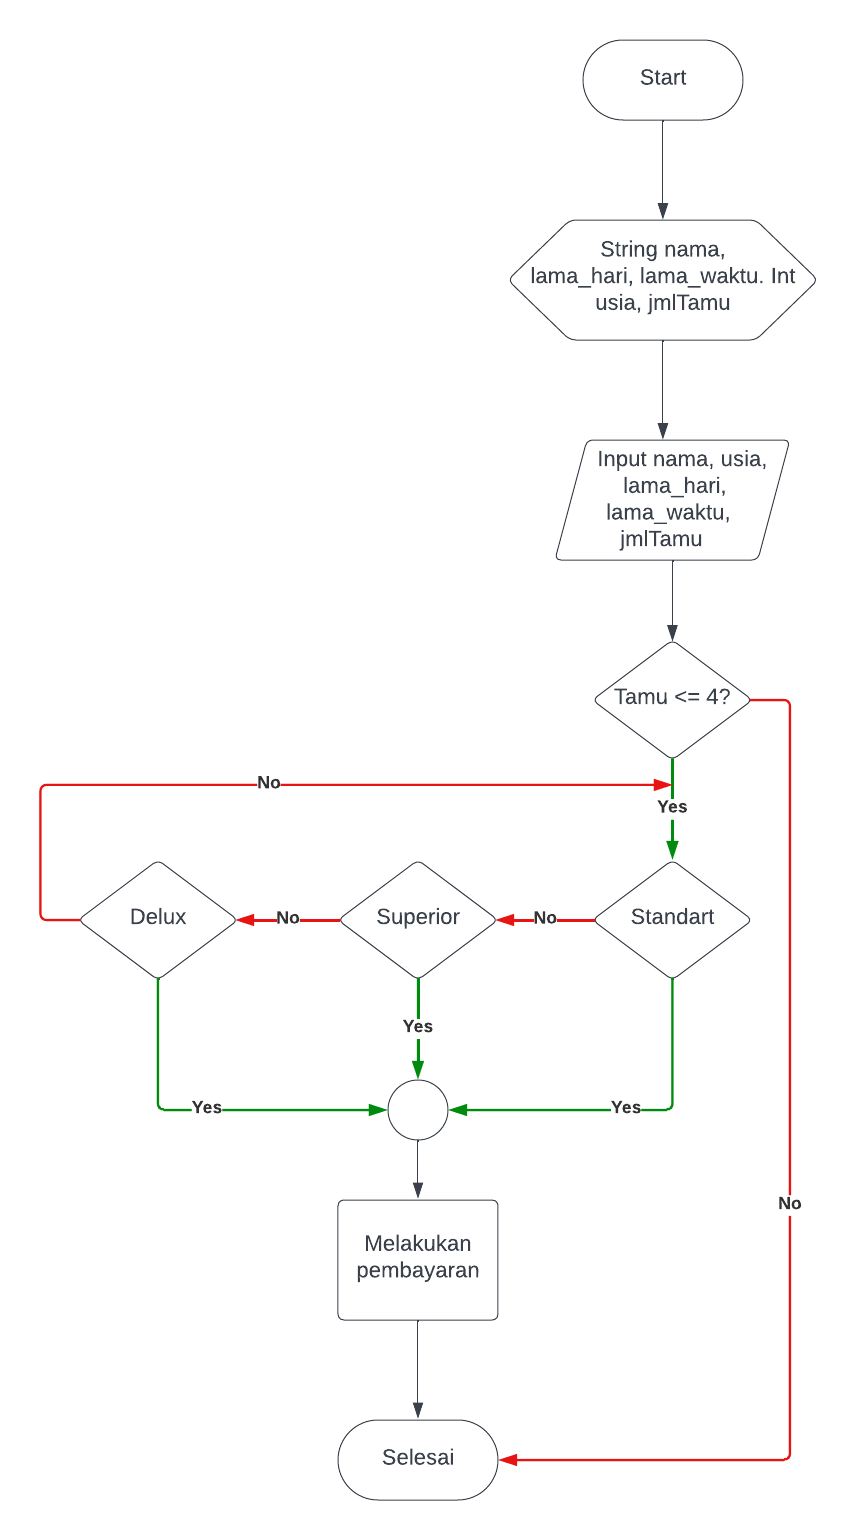 Start
String nama,
lama_hari, lama_waktu. Int
usia, jmlTamu
Input nama, usia,
lama_hari,
lama_waktu,
jmlTamu
Tamu <= 4?
No
Yes
Delux
No
Superior
No
Standart
Yes
Yes
Yes
No
Melakukan
pembayaran
Selesai